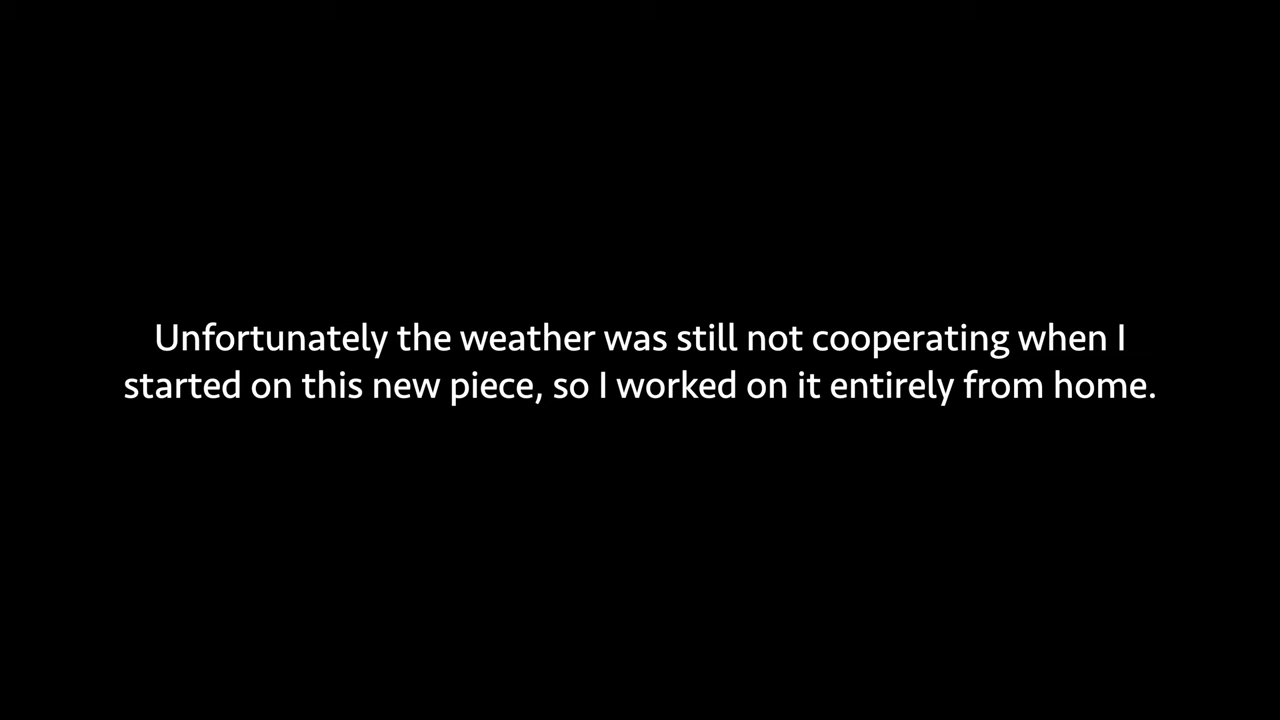 Unfortunately the weather was still not cooperating when I
started on this new piece, so I worked on it entirely from home.